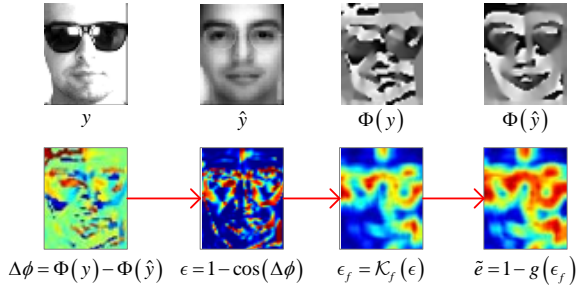 y ŷ Φ(y) Φ(ŷ)
Δϕ = Φ(y) − Φ(ŷ) ϵ = 1 − cos(Δϕ) ϵ_f = 𝒦_f(ϵ) ẽ = 1 − g(ϵ_f)